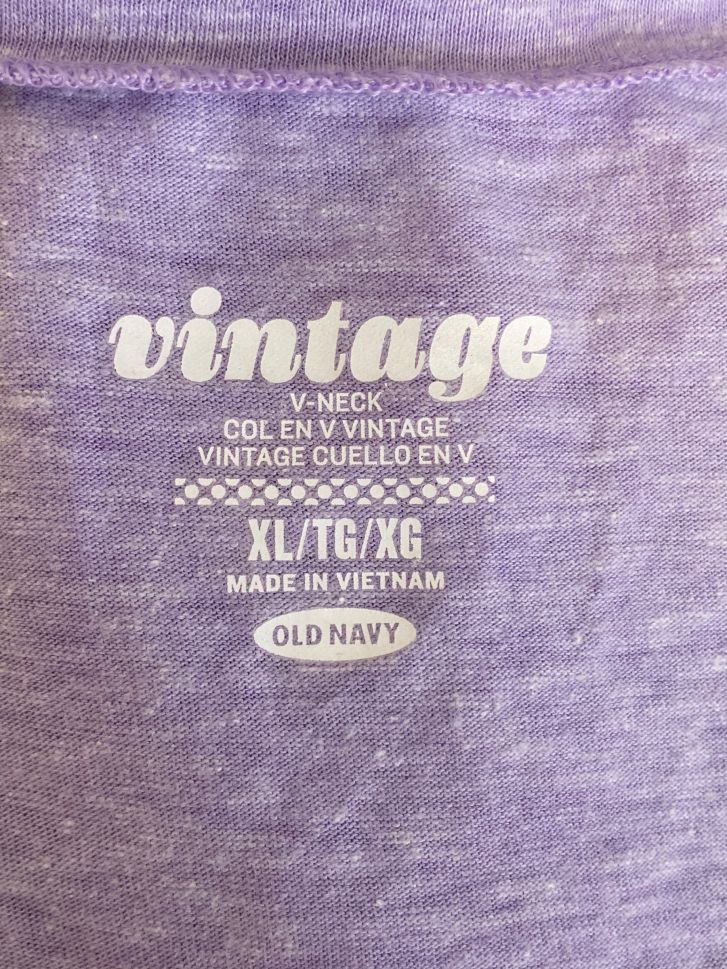 vintage
V-NECK
COL EN V VINTAGE
VINTAGE CUELLO EN V
XL/TG/XG
MADE IN VIETNAM
OLD NAVY